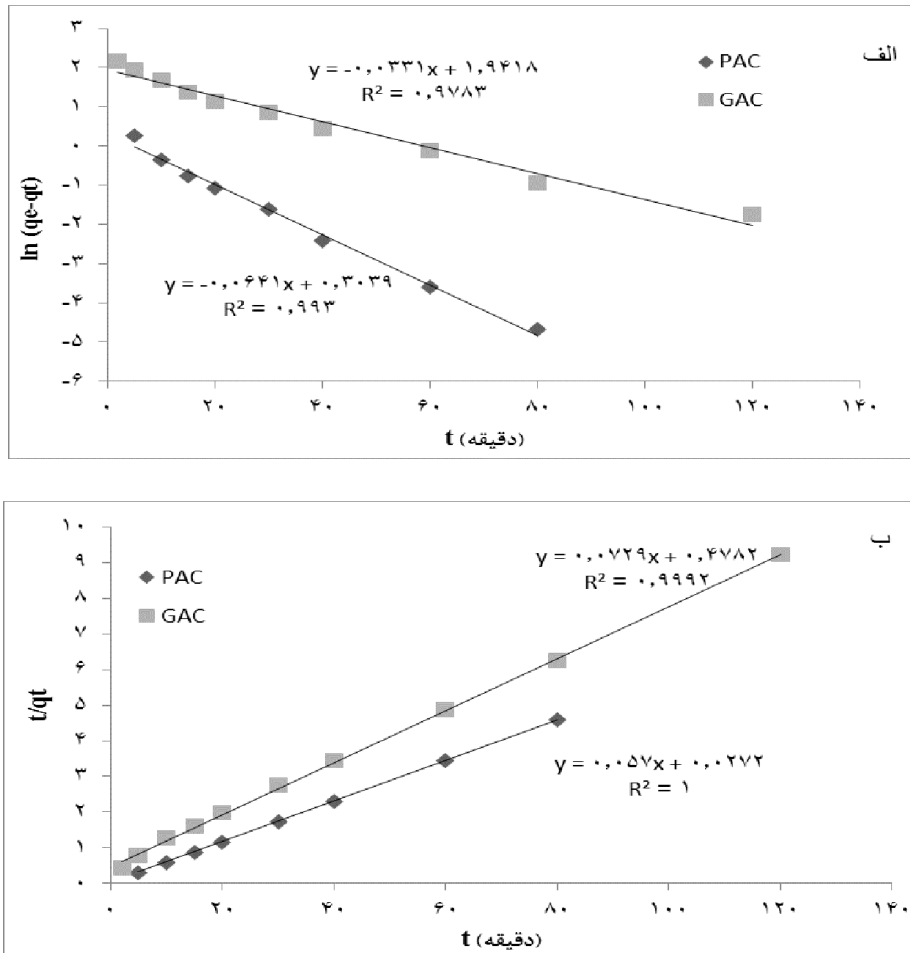 الف
PAC
GAC
y = -۰,۰۳۳۱x + ۱,۹۴۱۸
R² = ۰,۹۷۸۳
y = -۰,۰۶۴۱x + ۰,۳۰۳۹
R² = ۰,۹۹۳
ln (qe-qt)
۳
۲
۱
۰
-۱
-۲
-۳
-۴
-۵
-۶
۰ ۲۰ ۴۰ ۶۰ ۸۰ ۱۰۰ ۱۲۰ ۱۴۰
t (دقیقه)
ب
PAC
GAC
y = ۰,۰۷۲۹x + ۰,۴۷۸۲
R² = ۰,۹۹۹۲
y = ۰,۰۵۷x + ۰,۰۲۷۲
R² = ۱
t/qt
۱۰
۹
۸
۷
۶
۵
۴
۳
۲
۱
۰
۰ ۲۰ ۴۰ ۶۰ ۸۰ ۱۰۰ ۱۲۰ ۱۴۰
t (دقیقه)